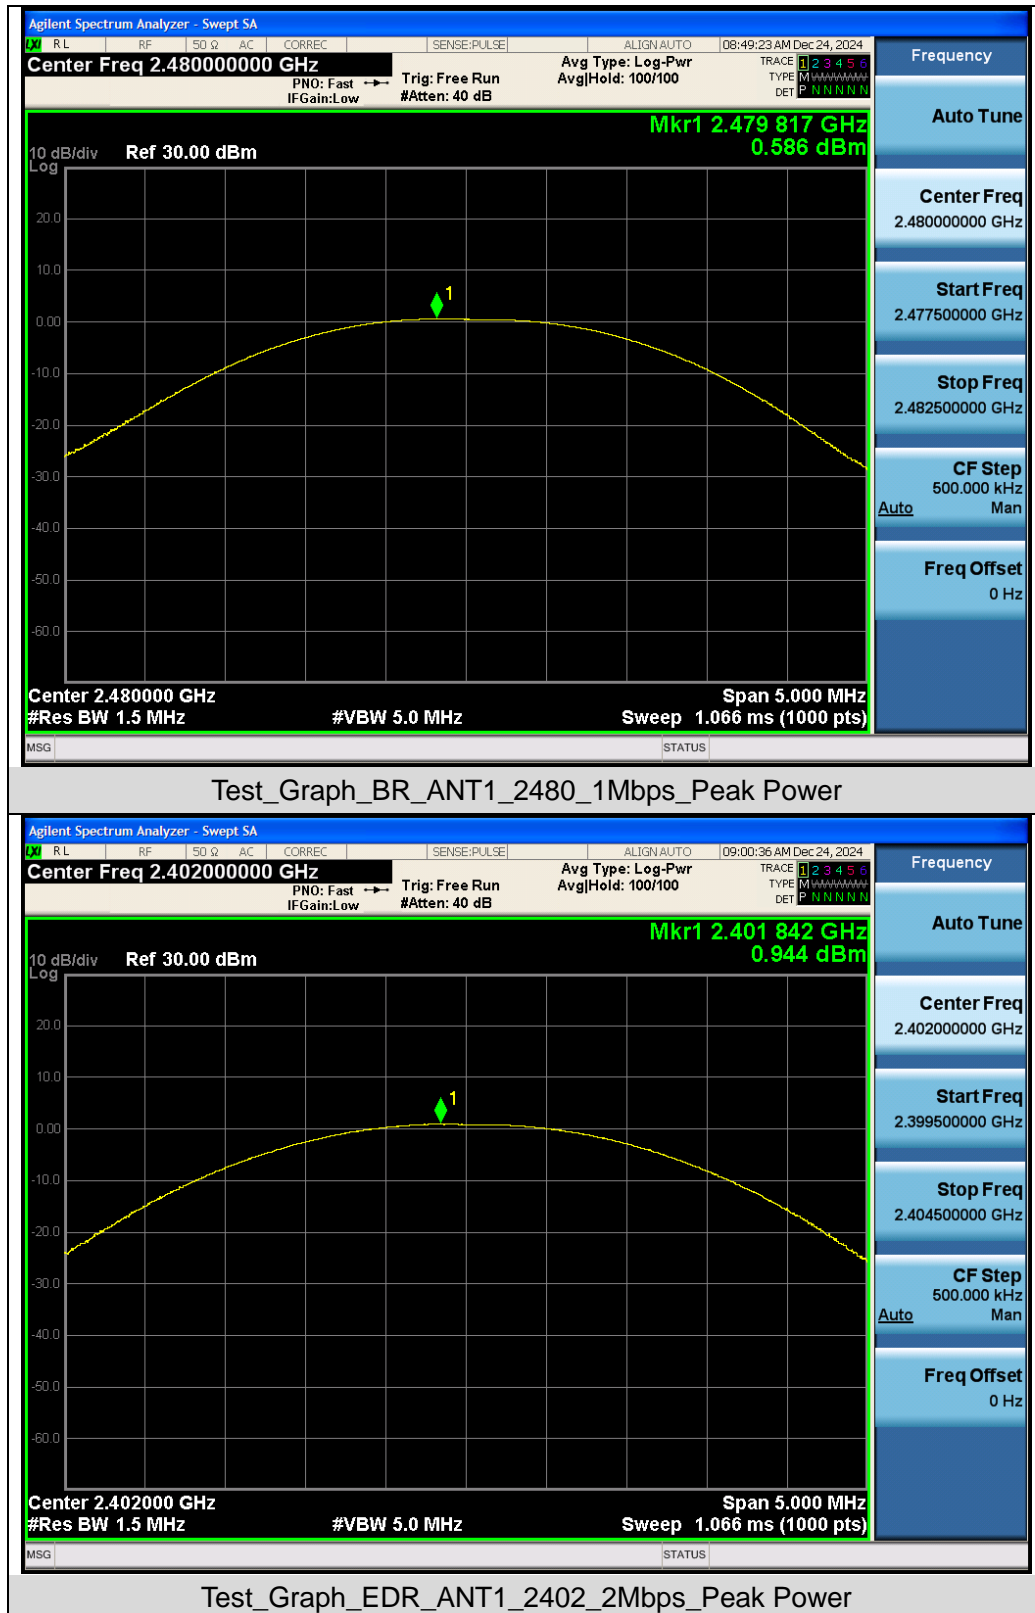 Agilent Spectrum Analyzer - Swept SA
LXI RL RF 50 Ω AC CORREC SENSE:PULSE ALIGN AUTO 08:49:23 AM Dec 24, 2024
Center Freq 2.480000000 GHz
PNO: Fast
IFGain:Low
Trig: Free Run
#Atten: 40 dB
Avg Type: Log-Pwr
Avg|Hold: 100/100
TRACE 1 2 3 4 5 6
TYPE M
DET P N N N N N
Mkr1 2.479 817 GHz
0.586 dBm
10 dB/div Ref 30.00 dBm
Log
20.0
10.0
1
0.00
-10.0
-20.0
-30.0
-40.0
-50.0
-60.0
Center 2.480000 GHz Span 5.000 MHz
#Res BW 1.5 MHz #VBW 5.0 MHz Sweep 1.066 ms (1000 pts)
MSG STATUS
Frequency
Auto Tune
Center Freq
2.480000000 GHz
Start Freq
2.477500000 GHz
Stop Freq
2.482500000 GHz
CF Step
500.000 kHz
Auto Man
Freq Offset
0 Hz
Test_Graph_BR_ANT1_2480_1Mbps_Peak Power
Agilent Spectrum Analyzer - Swept SA
LXI RL RF 50 Ω AC CORREC SENSE:PULSE ALIGN AUTO 09:00:36 AM Dec 24, 2024
Center Freq 2.402000000 GHz
PNO: Fast
IFGain:Low
Trig: Free Run
#Atten: 40 dB
Avg Type: Log-Pwr
Avg|Hold: 100/100
TRACE 1 2 3 4 5 6
TYPE M
DET P N N N N N
Mkr1 2.401 842 GHz
0.944 dBm
10 dB/div Ref 30.00 dBm
Log
20.0
10.0
1
0.00
-10.0
-20.0
-30.0
-40.0
-50.0
-60.0
Center 2.402000 GHz Span 5.000 MHz
#Res BW 1.5 MHz #VBW 5.0 MHz Sweep 1.066 ms (1000 pts)
MSG STATUS
Frequency
Auto Tune
Center Freq
2.402000000 GHz
Start Freq
2.399500000 GHz
Stop Freq
2.404500000 GHz
CF Step
500.000 kHz
Auto Man
Freq Offset
0 Hz
Test_Graph_EDR_ANT1_2402_2Mbps_Peak Power